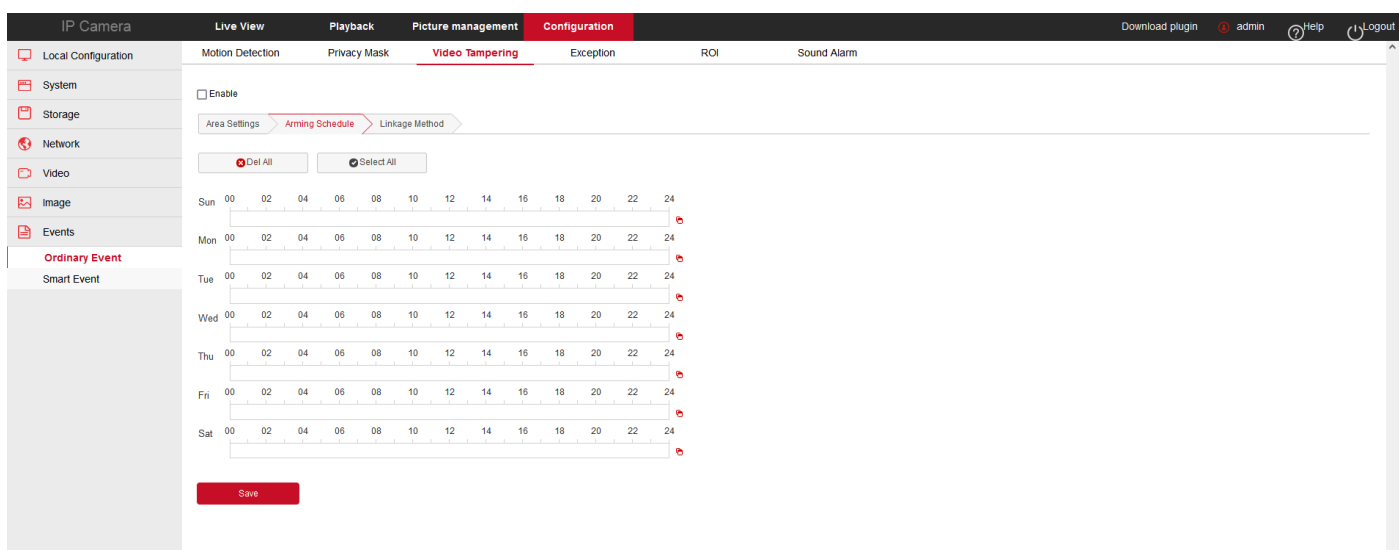 IP Camera Live View Playback Picture management Configuration Download plugin admin Help Logout
Local Configuration
System
Storage
Network
Video
Image
Events
Ordinary Event
Smart Event
Motion Detection Privacy Mask Video Tampering Exception ROI Sound Alarm
Enable
Area Settings Arming Schedule Linkage Method
Del All Select All
Sun 00 02 04 06 08 10 12 14 16 18 20 22 24
Mon 00 02 04 06 08 10 12 14 16 18 20 22 24
Tue 00 02 04 06 08 10 12 14 16 18 20 22 24
Wed 00 02 04 06 08 10 12 14 16 18 20 22 24
Thu 00 02 04 06 08 10 12 14 16 18 20 22 24
Fri 00 02 04 06 08 10 12 14 16 18 20 22 24
Sat 00 02 04 06 08 10 12 14 16 18 20 22 24
Save